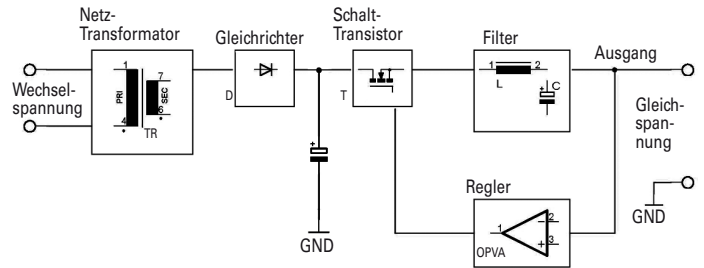 Netz-
Transformator
Gleichrichter
Schalt-
Transistor
Filter
Ausgang
Wechsel-
spannung
1
7
PRI
SEC
4
6
TR
D
T
1
2
L
C
Gleich-
span-
nung
GND
GND
Regler
1
2
3
OPVA